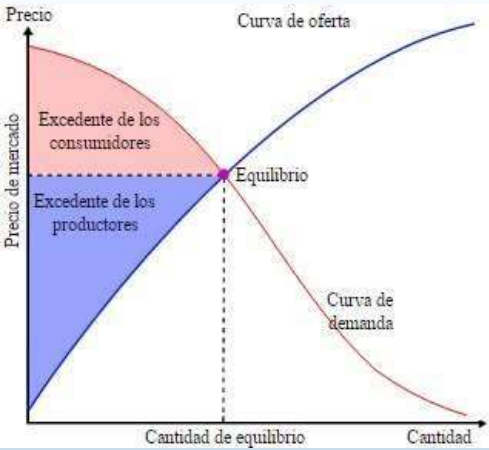 Precio
Curva de oferta
Excedente de los
consumidores
Precio de mercado
Equilibrio
Excedente de los
productores
Curva de
demanda
Cantidad de equilibrio
Cantidad